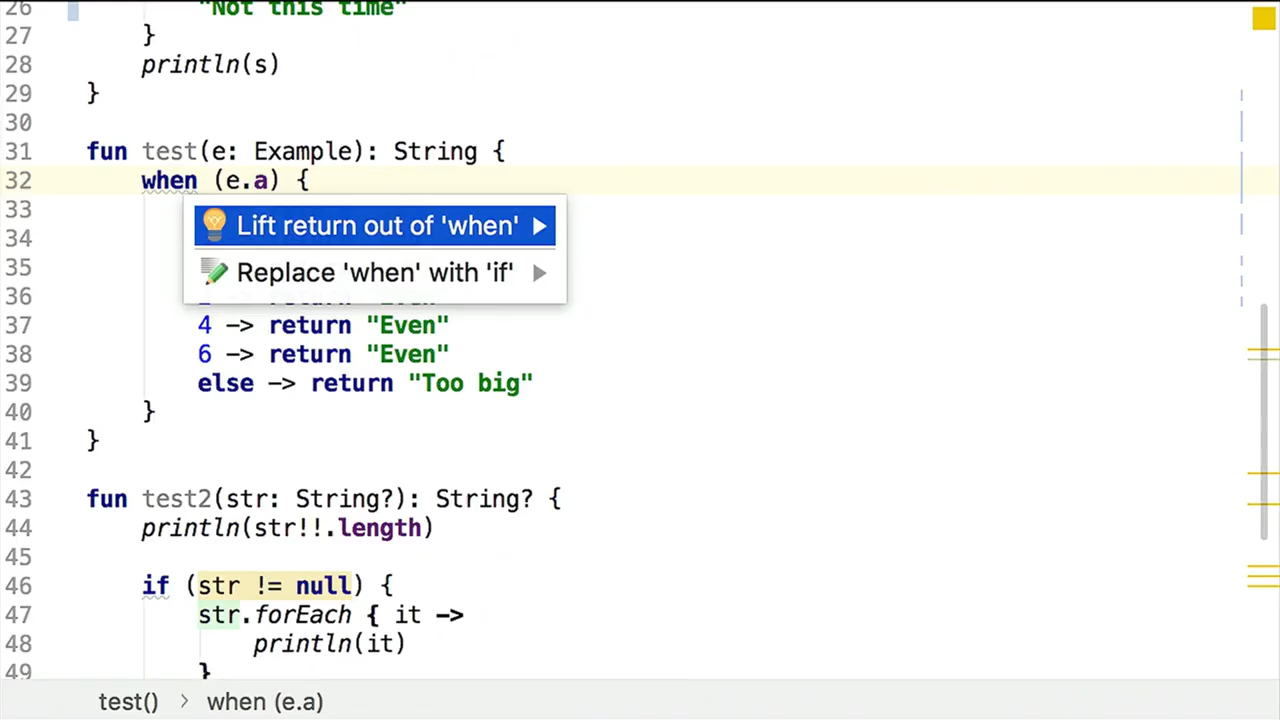 26 "Not this time"
27 }
28 println(s)
29 }
30
31 fun test(e: Example): String {
32 when (e.a) {
33
Lift return out of 'when'
34
35
Replace 'when' with 'if'
36
37 4 -> return "Even"
38 6 -> return "Even"
39 else -> return "Too big"
40 }
41 }
42
43 fun test2(str: String?): String? {
44 println(str!!.length)
45
46 if (str != null) {
47 str.forEach { it ->
48 println(it)
49 }
test() > when (e.a)